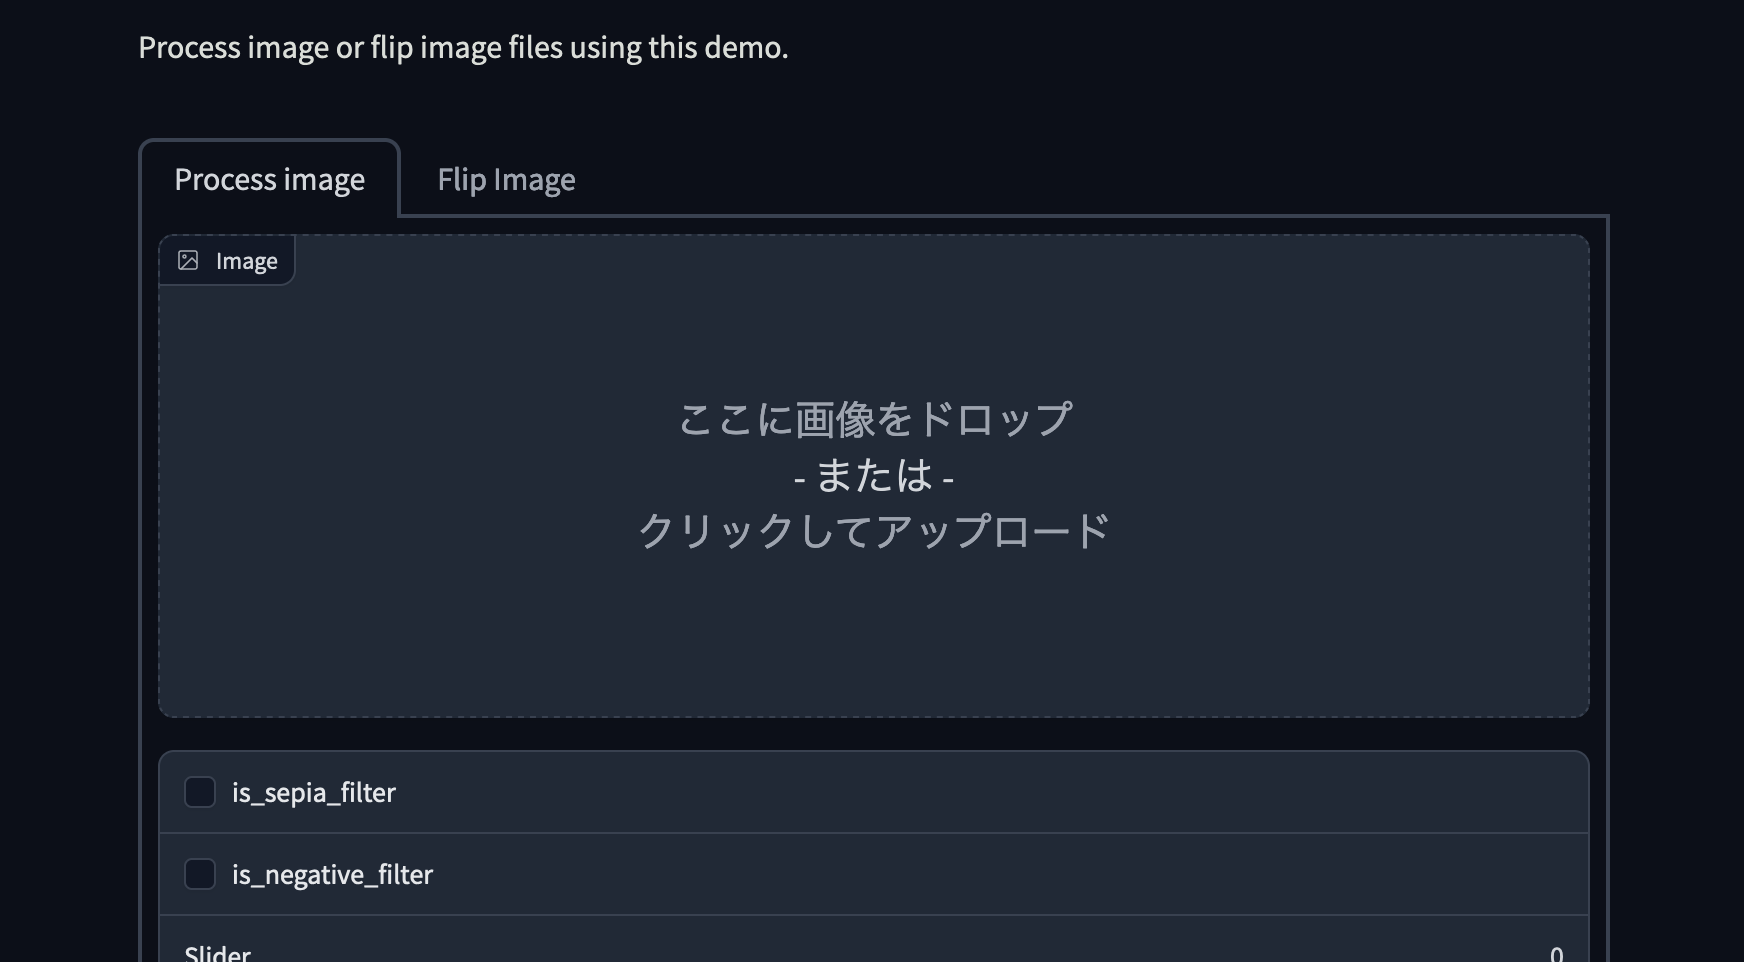 Process image or flip image files using this demo.
Process image
Flip Image
Image
ここに画像をドロップ
- または -
クリックしてアップロード
is_sepia_filter
is_negative_filter
Slider
0